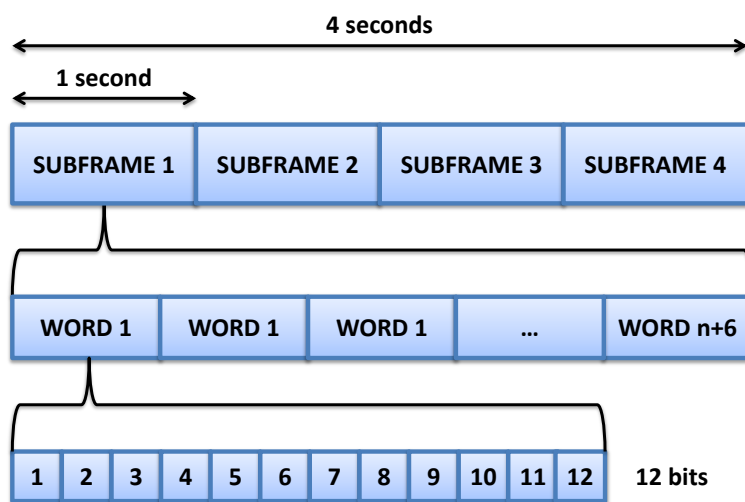 4 seconds
1 second
SUBFRAME 1 SUBFRAME 2 SUBFRAME 3 SUBFRAME 4
WORD 1 WORD 1 WORD 1 ... WORD n+6
1 2 3 4 5 6 7 8 9 10 11 12 12 bits